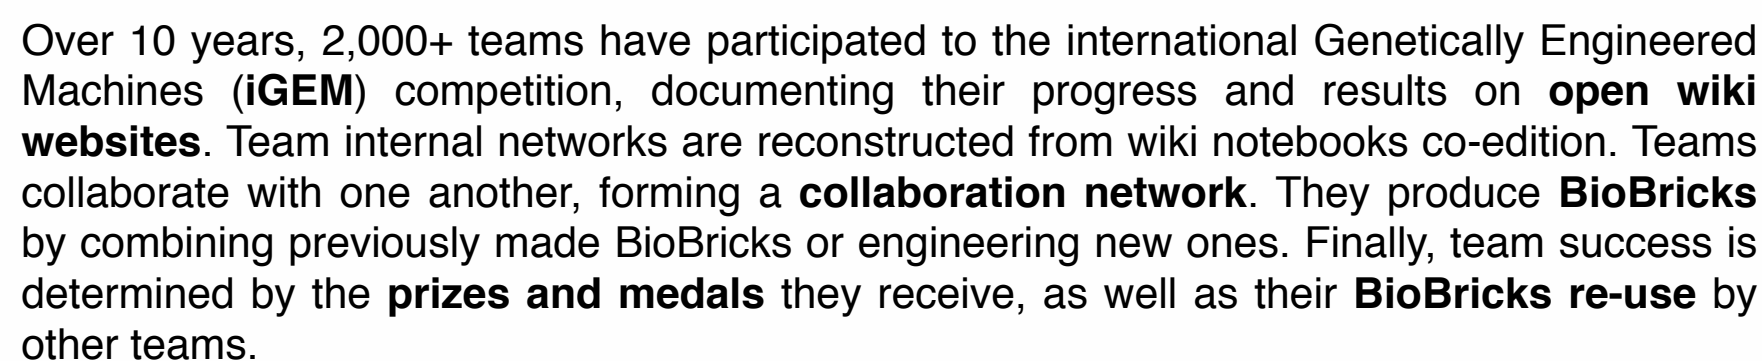 Over 10 years, 2,000+ teams have participated to the international Genetically Engineered
Machines (iGEM) competition, documenting their progress and results on open wiki
websites. Team internal networks are reconstructed from wiki notebooks co-edition. Teams
collaborate with one another, forming a collaboration network. They produce BioBricks
by combining previously made BioBricks or engineering new ones. Finally, team success is
determined by the prizes and medals they receive, as well as their BioBricks re-use by
other teams.